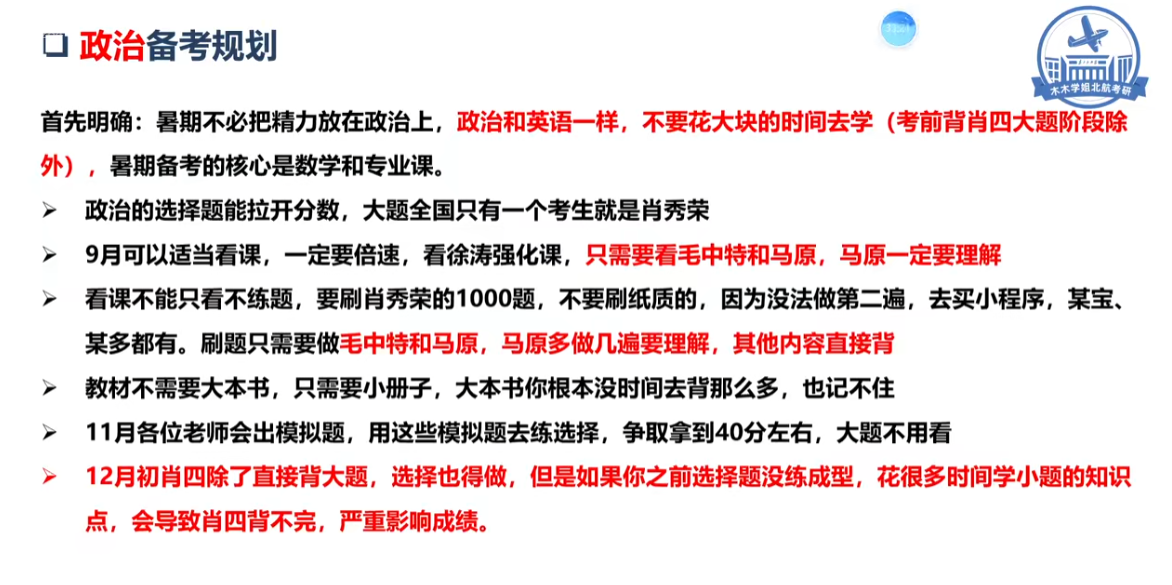 ❑ 政治备考规划
木木学姐北航考研
首先明确：暑期不必把精力放在政治上，政治和英语一样，不要花大块的时间去学（考前背肖四大题阶段除
外），暑期备考的核心是数学和专业课。
➢ 政治的选择题能拉开分数，大题全国只有一个考生就是肖秀荣
➢ 9月可以适当看课，一定要倍速，看徐涛强化课，只需要看毛中特和马原，马原一定要理解
➢ 看课不能只看不练题，要刷肖秀荣的1000题，不要刷纸质的，因为没法做第二遍，去买小程序，某宝、
某多都有。刷题只需要做毛中特和马原，马原多做几遍要理解，其他内容直接背
➢ 教材不需要大本书，只需要小册子，大本书你根本没时间去背那么多，也记不住
➢ 11月各位老师会出模拟题，用这些模拟题去练选择，争取拿到40分左右，大题不用看
➢ 12月初肖四除了直接背大题，选择也得做，但是如果你之前选择题没练成型，花很多时间学小题的知识
点，会导致肖四背不完，严重影响成绩。